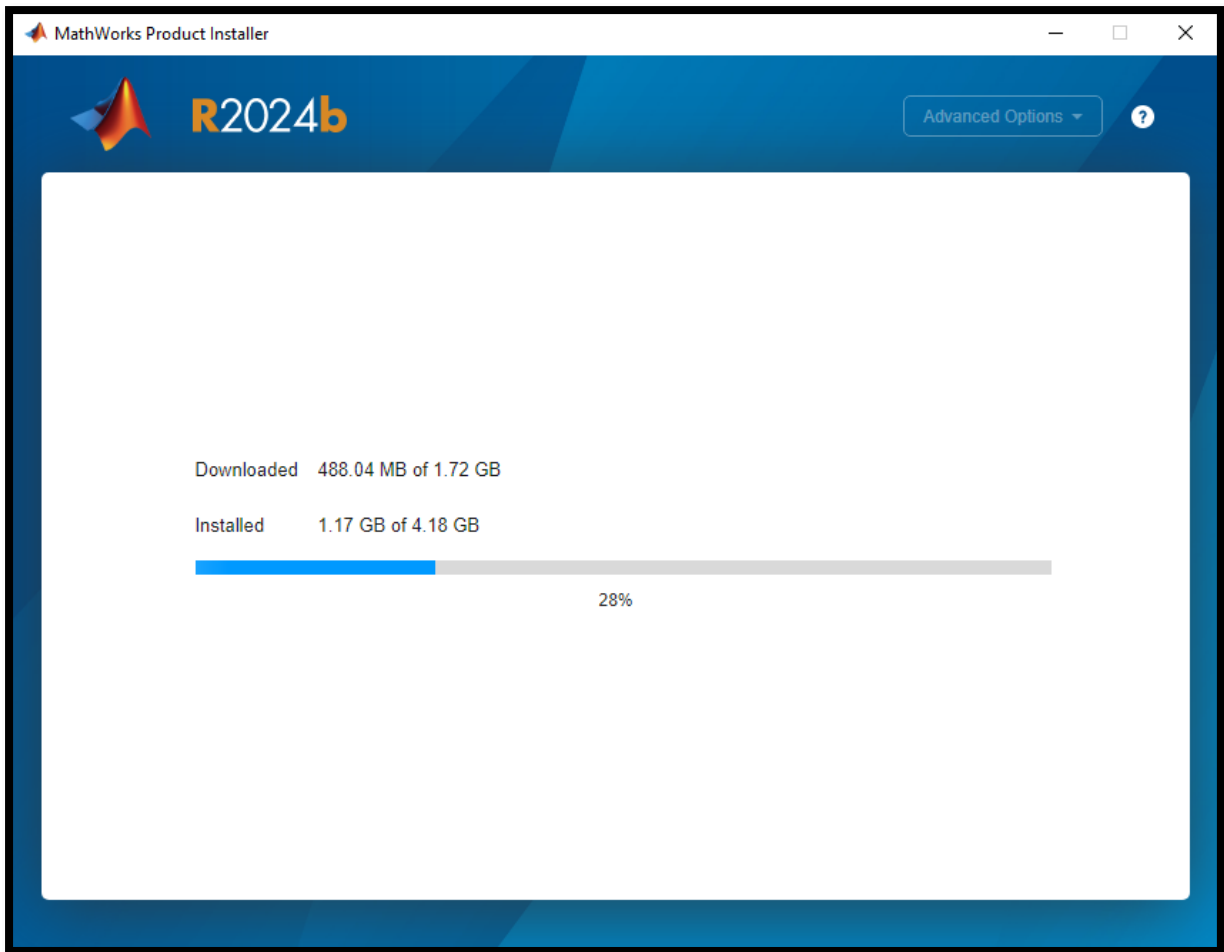 MathWorks Product Installer
R2024b
Advanced Options
?
Downloaded 488.04 MB of 1.72 GB
Installed 1.17 GB of 4.18 GB
28%